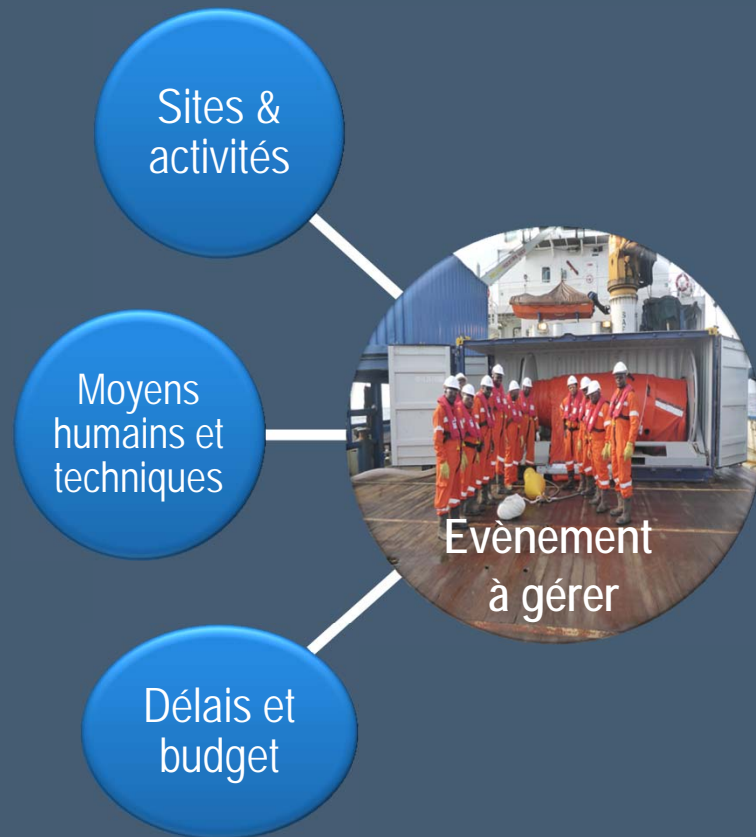 Sites &
activités
Moyens
humains et
techniques
Evènement
à gérer
Délais et
budget